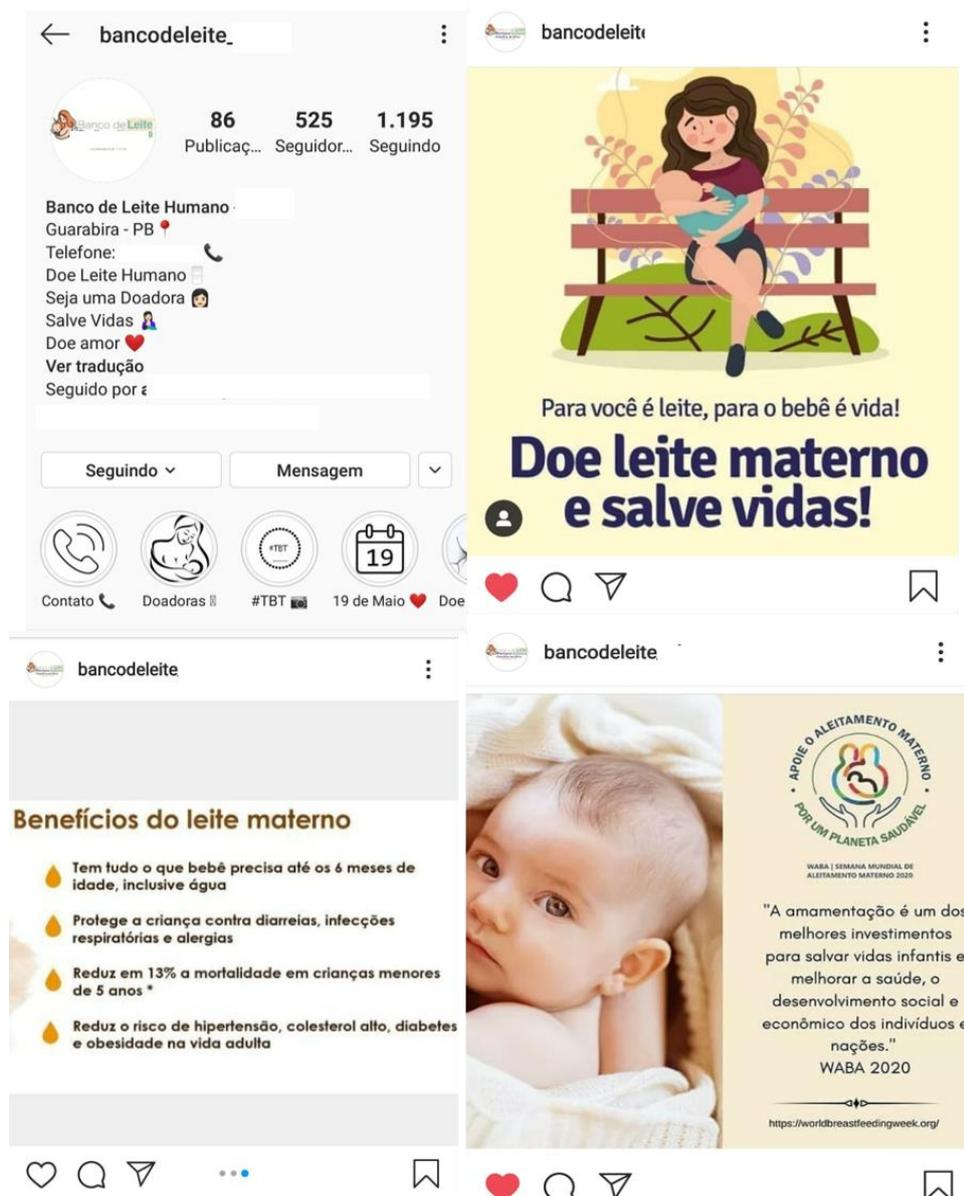 bancodeleite_
Banco de Leite
86
525
1.195
Publicaç...
Seguidor...
Seguindo
Banco de Leite Humano
Guarabira - PB
Telefone:
Doe Leite Humano
Seja uma Doadora
Salve Vidas
Doe amor
Ver tradução
Seguido por
Seguindo
Mensagem
#TBT
19
Contato
Doadoras
#TBT
19 de Maio
Doe
bancodeleite
Para você é leite, para o bebê é vida!
Doe leite materno
e salve vidas!
bancodeleite
Benefícios do leite materno
Tem tudo o que bebê precisa até os 6 meses de
idade, inclusive água
Protege a criança contra diarreias, infecções
respiratórias e alergias
Reduz em 13% a mortalidade em crianças menores
de 5 anos *
Reduz o risco de hipertensão, colesterol alto, diabetes
e obesidade na vida adulta
bancodeleite
APOIE O ALEITAMENTO MATERNO
POR UM PLANETA SAUDÁVEL
WABA | SEMANA MUNDIAL DE
ALEITAMENTO MATERNO 2020
"A amamentação é um dos
melhores investimentos
para salvar vidas infantis e
melhorar a saúde, o
desenvolvimento social e
econômico dos indivíduos e
nações."
WABA 2020
https://worldbreastfeedingweek.org/